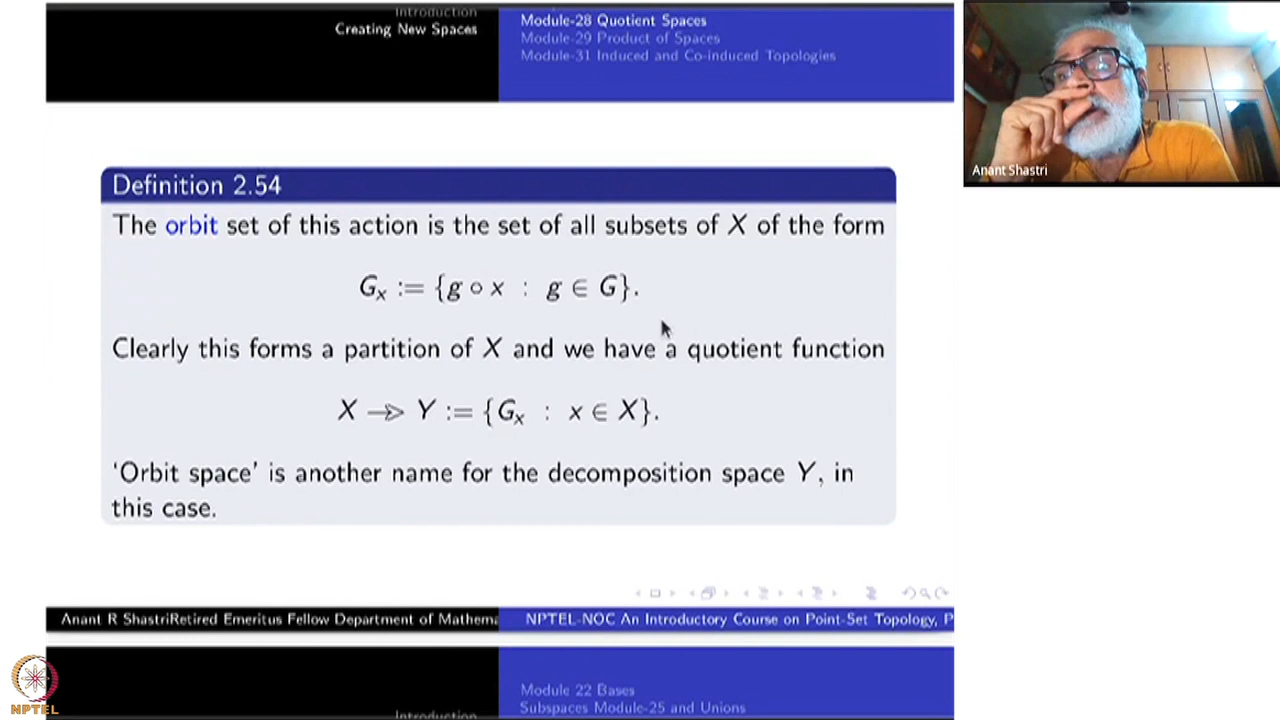 Introduction
Creating New Spaces
Module-28 Quotient Spaces
Module-29 Product of Spaces
Module-31 Induced and Co-induced Topologies
Anant Shastri
Definition 2.54
The orbit set of this action is the set of all subsets of X of the form
Gₓ := {g ∘ x : g ∈ G}.
Clearly this forms a partition of X and we have a quotient function
X ↠ Y := {Gₓ : x ∈ X}.
‘Orbit space’ is another name for the decomposition space Y, in
this case.
Anant R ShastriRetired Emeritus Fellow Department of Mathema
NPTEL-NOC An Introductory Course on Point-Set Topology, P
Module 22 Bases
Subspaces Module-25 and Unions
Introduction
NPTEL